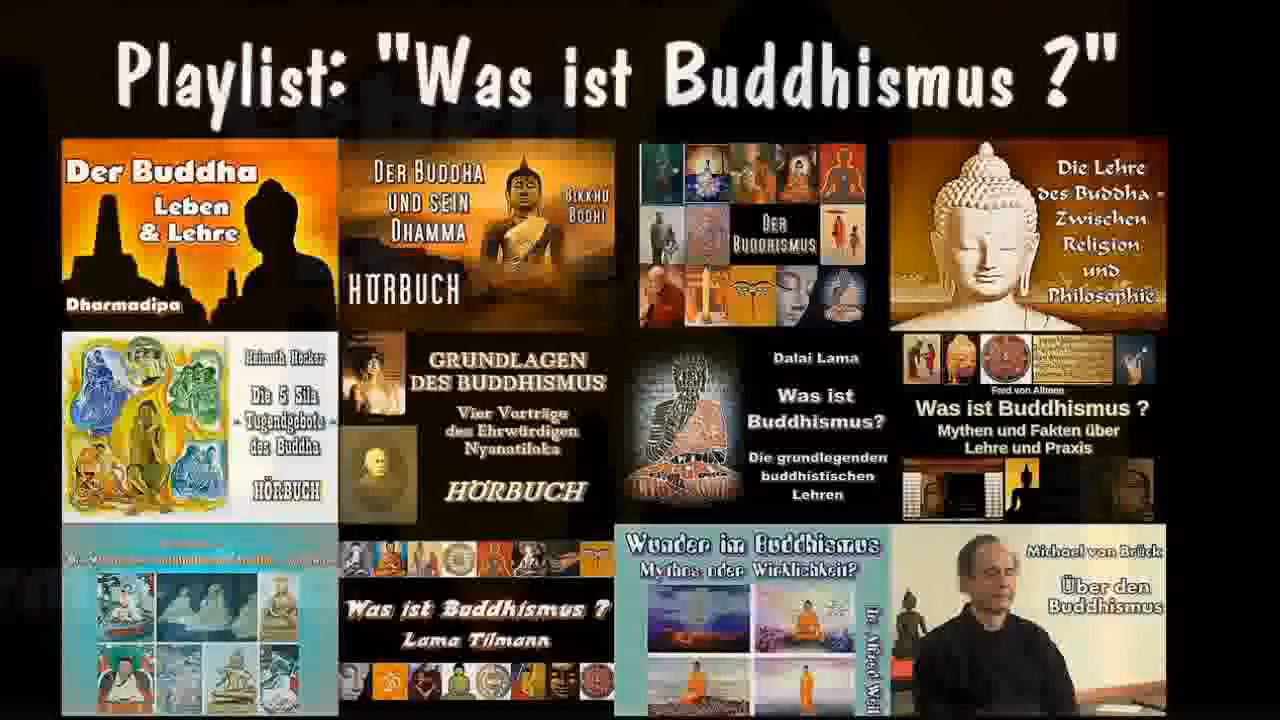 Playlist: "Was ist Buddhismus ?"
Der Buddha
Leben
& Lehre
Dharmadipa
DER BUDDHA
UND SEIN
DHAMMA
BIKKHU
BODHI
HÖRBUCH
DER
BUDDHISMUS
Die Lehre
des Buddha -
Zwischen
Religion
und
Philosophie
Hellmuth Hecker
Die 5 Sila
- Tugendgebote -
des Buddha
HÖRBUCH
GRUNDLAGEN
DES BUDDHISMUS
Vier Vorträge
des Ehrwürdigen
Nyanatiloka
HÖRBUCH
Dalai Lama
Was ist
Buddhismus?
Die grundlegenden
buddhistischen
Lehren
Fred von Allmen
Was ist Buddhismus ?
Mythen und Fakten über
Lehre und Praxis
Was ist Buddhismus ?
Lama Tilmann
Wunder im Buddhismus
Mythos oder Wirklichkeit?
Dr. Alfred Weil
Michael von Brück
Über den
Buddhismus